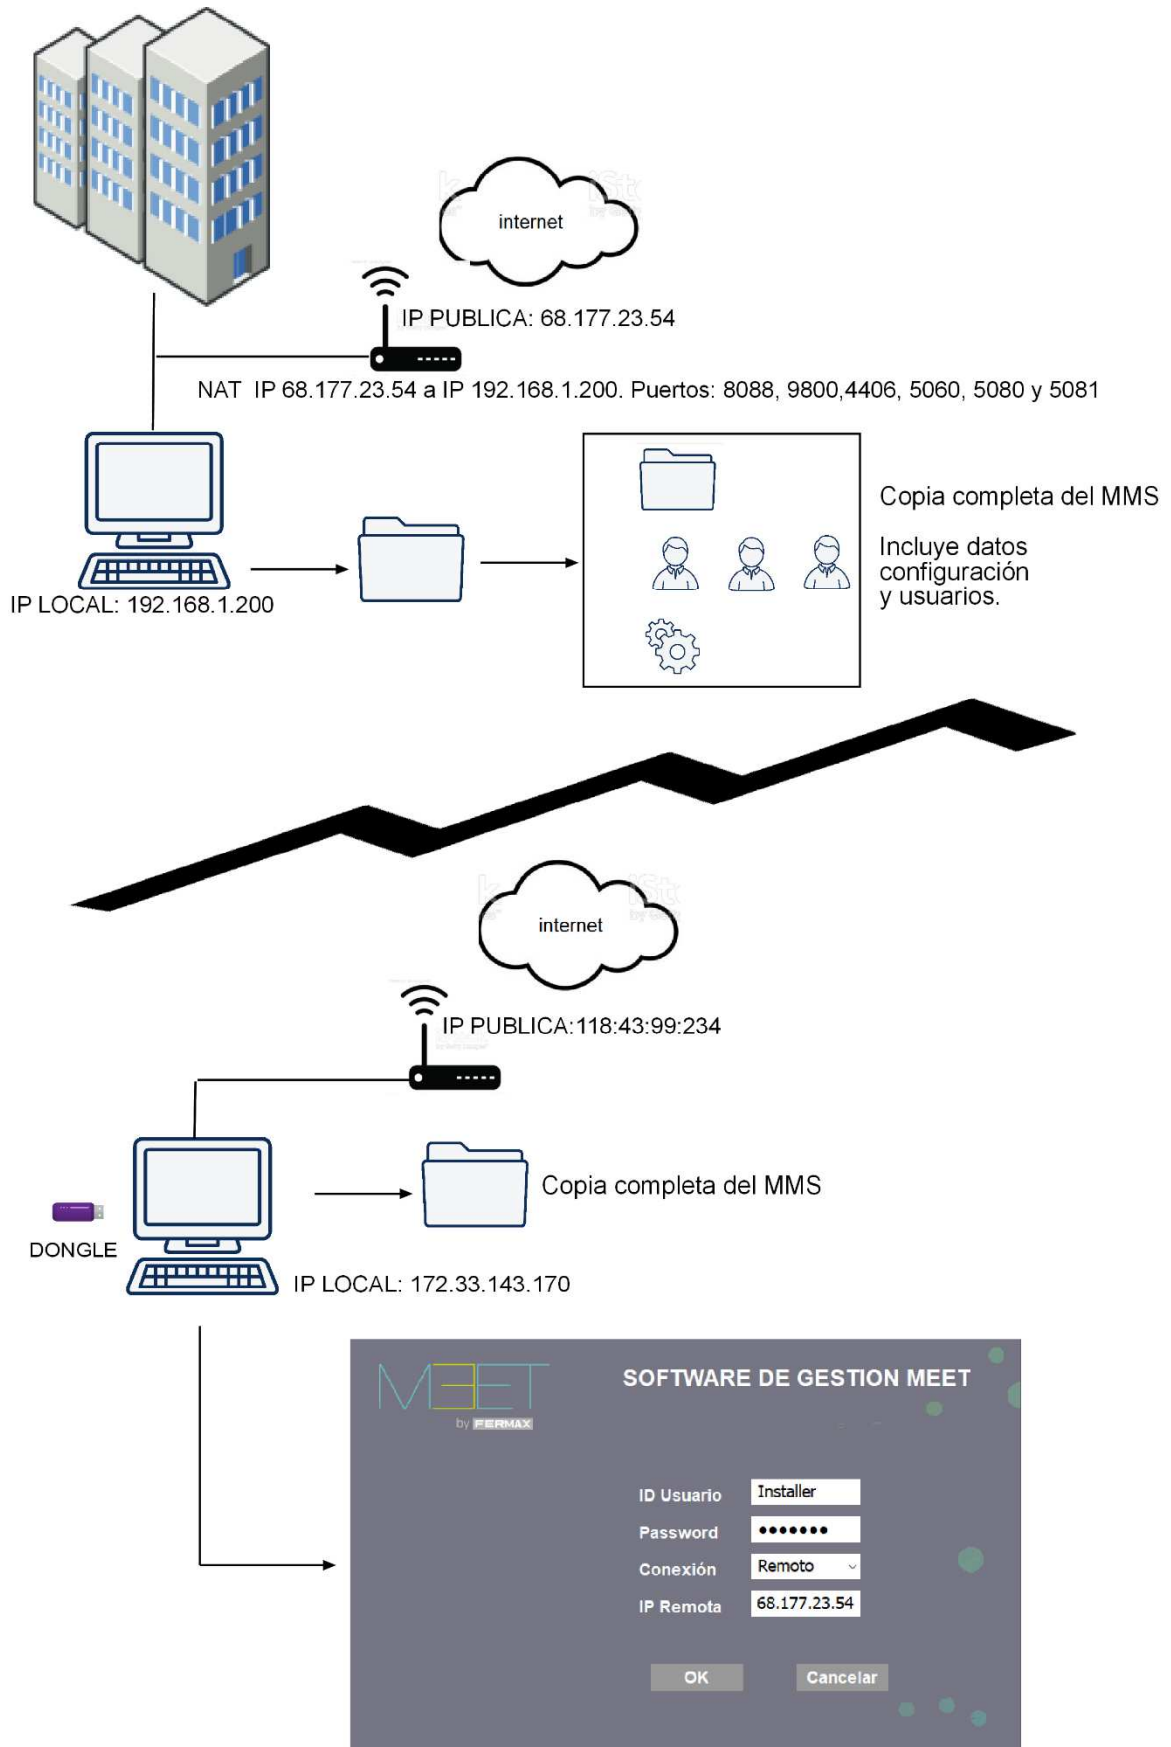 internet
IP PUBLICA: 68.177.23.54
NAT  IP 68.177.23.54 a IP 192.168.1.200. Puertos: 8088, 9800,4406, 5060, 5080 y 5081
Copia completa del MMS
Incluye datos
configuración
y usuarios.
IP LOCAL: 192.168.1.200
internet
IP PUBLICA:118:43:99:234
Copia completa del MMS
DONGLE
IP LOCAL: 172.33.143.170
MEET
by FERMAX
SOFTWARE DE GESTION MEET
ID Usuario Installer
Password ●●●●●●●
Conexión Remoto
IP Remota 68.177.23.54
OK Cancelar